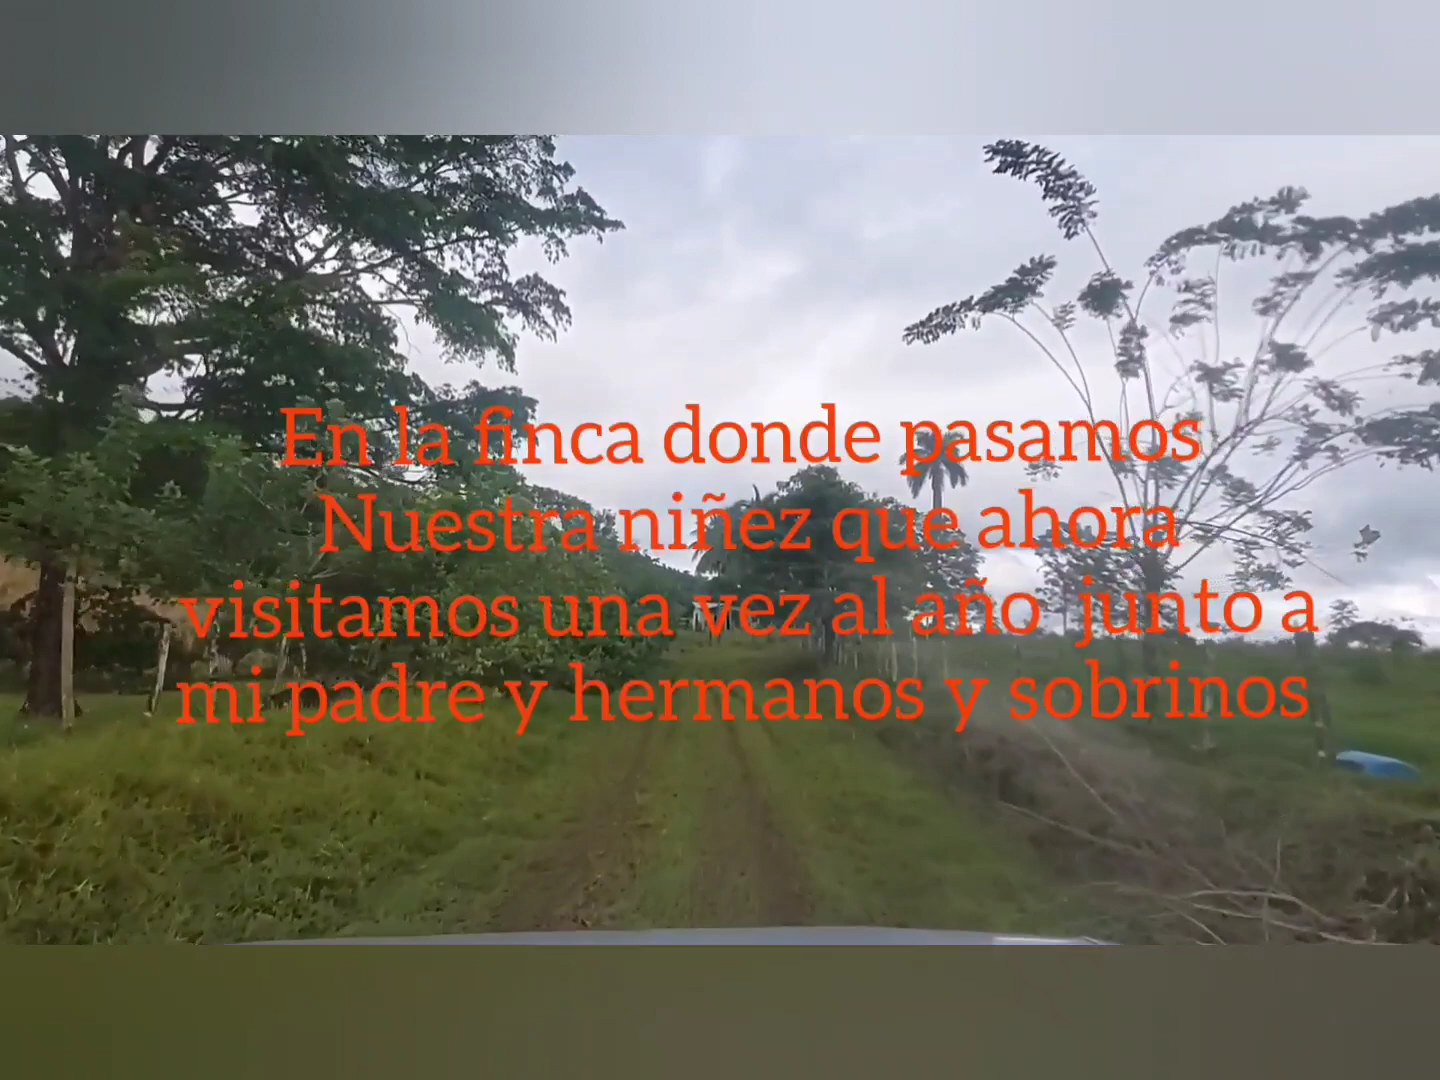 En la finca donde pasamos
Nuestra niñez que ahora
visitamos una vez al año junto a
mi padre y hermanos y sobrinos